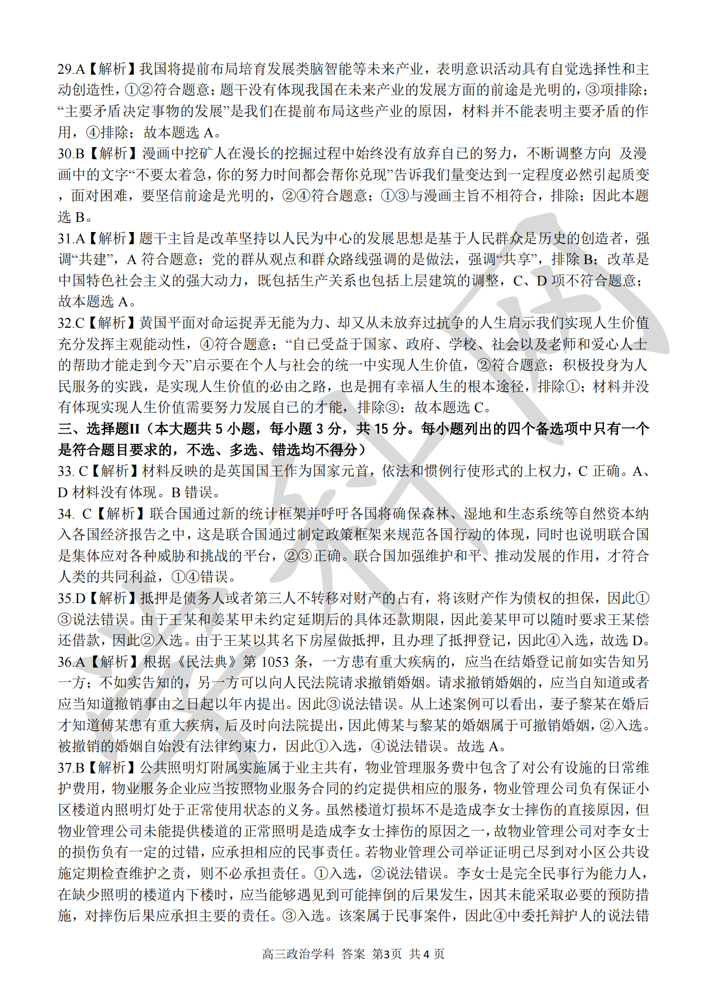 29.A【解析】我国将提前布局培育发展类脑智能等未来产业，表明意识活动具有自觉选择性和主
动创造性，①②符合题意；题干没有体现我国在未来产业的发展方面的前途是光明的，③项排除；
“主要矛盾决定事物的发展”是我们在提前布局这些产业的原因，材料并不能表明主要矛盾的作
用，④排除；故本题选 A。
30.B【解析】漫画中挖矿人在漫长的挖掘过程中始终没有放弃自己的努力，不断调整方向 及漫
画中的文字“不要太着急，你的努力时间都会帮你兑现”告诉我们量变达到一定程度必然引起质变
，面对困难，要坚信前途是光明的，②④符合题意；①③与漫画主旨不相符合，排除；因此本题
选 B。
31.A【解析】题干主旨是改革坚持以人民为中心的发展思想是基于人民群众是历史的创造者，强
调“共建”，A 符合题意；党的群从观点和群众路线强调的是做法，强调“共享”，排除 B；改革是
中国特色社会主义的强大动力，既包括生产关系也包括上层建筑的调整，C、D 项不符合题意；
故本题选 A。
32.C【解析】黄国平面对命运捉弄无能为力、却又从未放弃过抗争的人生启示我们实现人生价值
充分发挥主观能动性，④符合题意；“自已受益于国家、政府、学校、社会以及老师和爱心人士
的帮助才能走到今天”启示要在个人与社会的统一中实现人生价值，②符合题意；积极投身为人
民服务的实践，是实现人生价值的必由之路，也是拥有幸福人生的根本途径，排除①；材料并没
有体现实现人生价值需要努力发展自己的才能，排除③；故本题选 C。
三、选择题II（本大题共 5 小题，每小题 3 分，共 15 分。每小题列出的四个备选项中只有一个
是符合题目要求的，不选、多选、错选均不得分）
33. C【解析】材料反映的是英国国王作为国家元首，依法和惯例行使形式的上权力，C 正确。A、
D 材料没有体现。B 错误。
34. C【解析】联合国通过新的统计框架并呼吁各国将确保森林、湿地和生态系统等自然资本纳
入各国经济报告之中，这是联合国通过制定政策框架来规范各国行动的体现，同时也说明联合国
是集体应对各种威胁和挑战的平台，②③正确。联合国加强维护和平、推动发展的作用，才符合
人类的共同利益，①④错误。
35.D【解析】抵押是债务人或者第三人不转移对财产的占有，将该财产作为债权的担保，因此①
③说法错误。由于王某和姜某甲未约定延期后的具体还款期限，因此姜某甲可以随时要求王某偿
还借款，因此②入选。由于王某以其名下房屋做抵押，且办理了抵押登记，因此④入选，故选 D。
36.A【解析】根据《民法典》第 1053 条，一方患有重大疾病的，应当在结婚登记前如实告知另
一方；不如实告知的，另一方可以向人民法院请求撤销婚姻。请求撤销婚姻的，应当自知道或者
应当知道撤销事由之日起以年内提出。因此③说法错误。从上述案例可以看出，妻子黎某在婚后
才知道傅某患有重大疾病，后及时向法院提出，因此傅某与黎某的婚姻属于可撤销婚姻，②入选。
被撤销的婚姻自始没有法律约束力，因此①入选，④说法错误。故选 A。
37.B【解析】公共照明灯附属实施属于业主共有，物业管理服务费中包含了对公有设施的日常维
护费用，物业服务企业应当按照物业服务合同的约定提供相应的服务，物业管理公司负有保证小
区楼道内照明灯处于正常使用状态的义务。虽然楼道灯损坏不是造成李女士摔伤的直接原因，但
物业管理公司未能提供楼道的正常照明是造成李女士摔伤的原因之一，故物业管理公司对李女士
的损伤负有一定的过错，应承担相应的民事责任。若物业管理公司举证证明已尽到对小区公共设
施定期检查维护之责，则不必承担责任。①入选，②说法错误。李女士是完全民事行为能力人，
在缺少照明的楼道内下楼时，应当能够遇见到可能摔倒的后果发生，因其未能采取必要的预防措
施，对摔伤后果应承担主要的责任。③入选。该案属于民事案件，因此④中委托辩护人的说法错
高三政治学科 答案 第3页 共 4 页
学科网